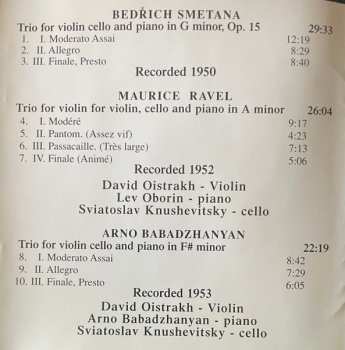 BEDŘICH SMETANA
Trio for violin cello and piano in G minor, Op. 15 29:33
1. I. Moderato Assai 12:19
2. II. Allegro 8:29
3. III. Finale, Presto 8:40
Recorded 1950
MAURICE RAVEL
Trio for violin for violin, cello and piano in A minor 26:04
4. I. Modéré 9:17
5. II. Pantom. (Assez vif) 4:23
6. III. Passacaille. (Très large) 7:13
7. IV. Finale (Animé) 5:06
Recorded 1952
David Oistrakh - Violin
Lev Oborin - piano
Sviatoslav Knushevitsky - cello
ARNO BABADZHANYAN
Trio for violin cello and piano in F# minor 22:19
8. I. Moderato Assai 8:42
9. II. Allegro 7:29
10. III, Finale, Presto 6:05
Recorded 1953
David Oistrakh - Violin
Arno Babadzhanyan - piano
Sviatoslav Knushevitsky - cello